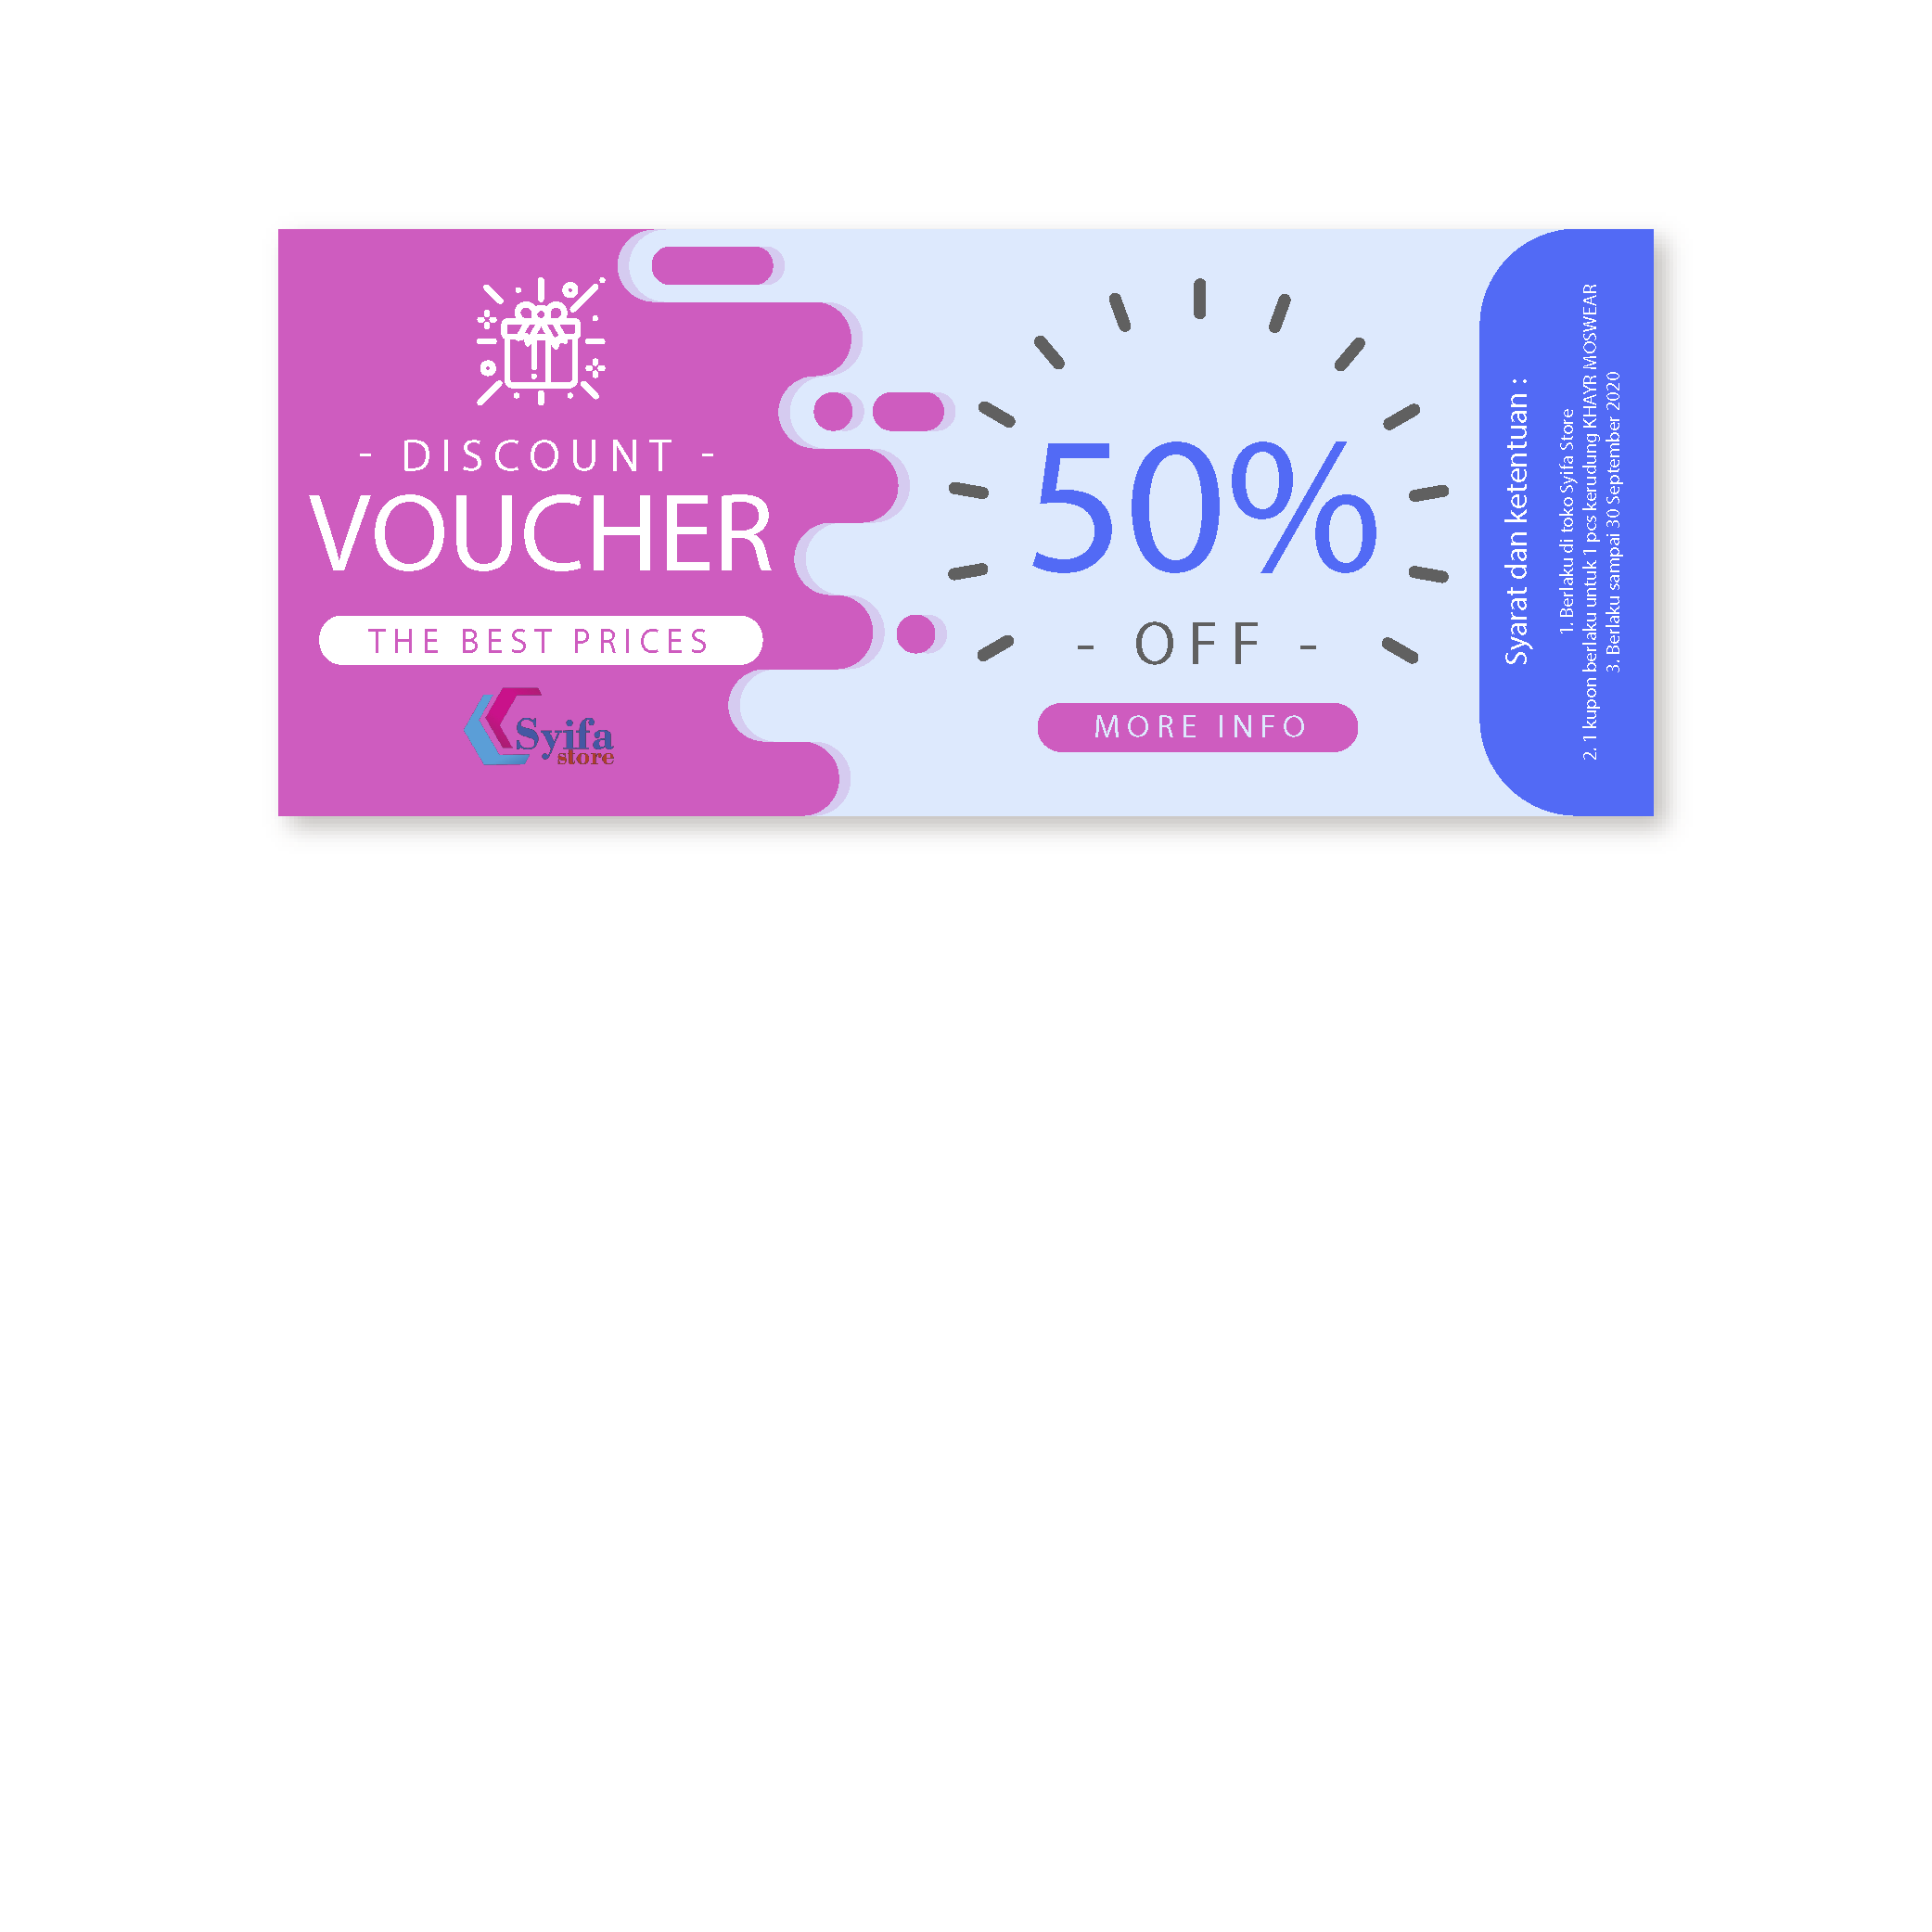 - DISCOUNT -
VOUCHER
THE BEST PRICES
Syifa
store
50%
- OFF -
MORE INFO
Syarat dan ketentuan :
1. Berlaku di toko Syifa Store
2. 1 kupon berlaku untuk 1 pcs kerudung KHAYR MOSWEAR
3. Berlaku sampai 30 September 2020